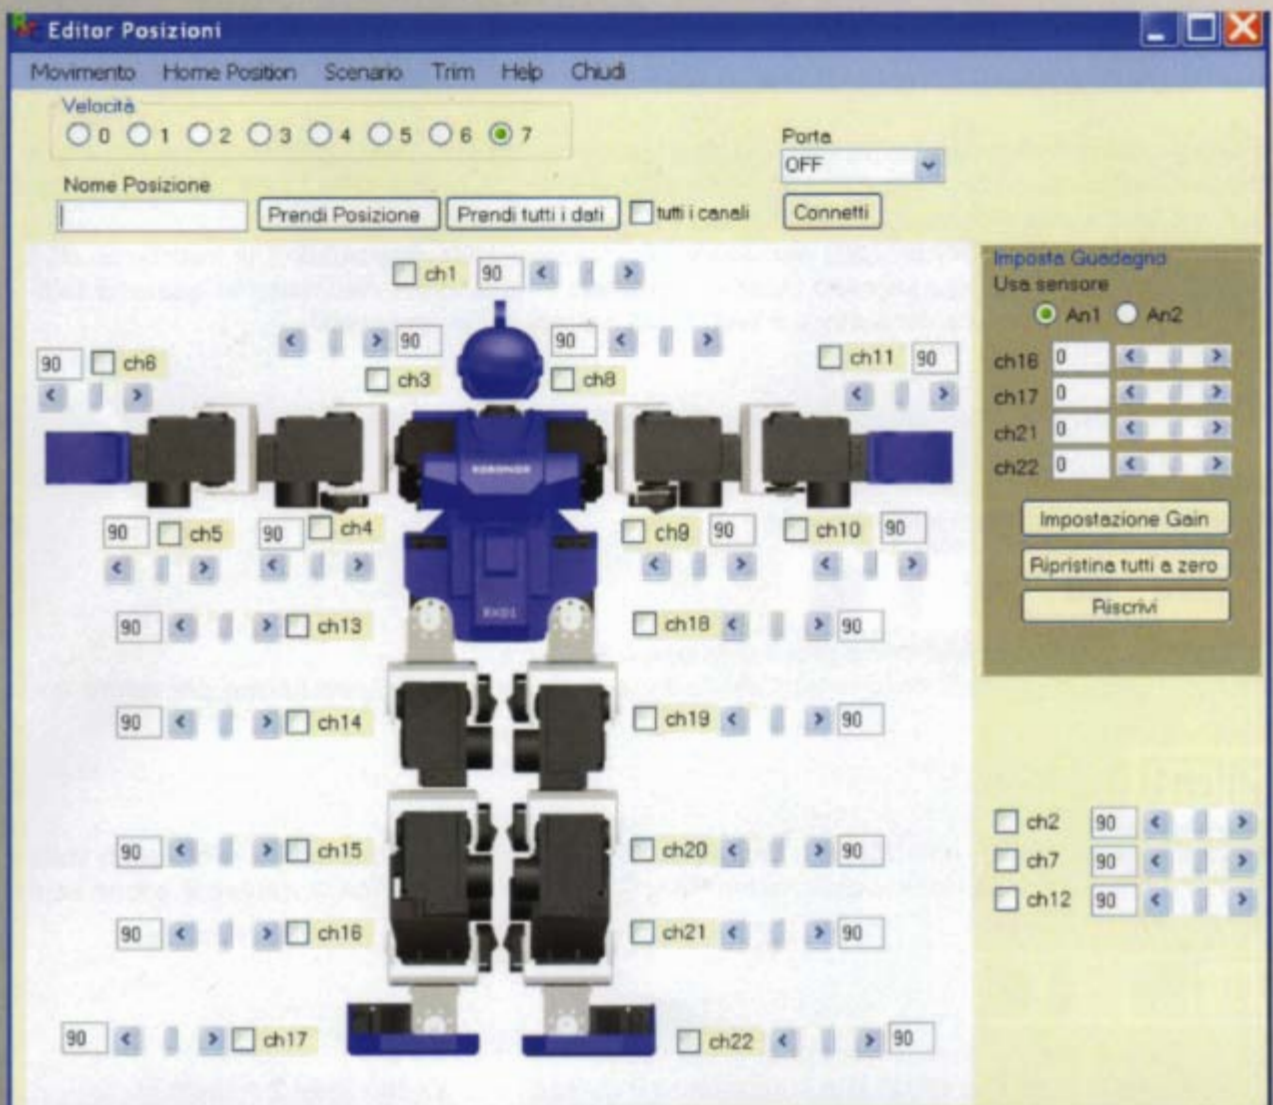 Editor Posizioni
Movimento Home Position Scenario Trim Help Chiudi
Velocità
0 1 2 3 4 5 6 7
Porta
OFF
Nome Posizione
Prendi Posizione Prendi tutti i dati tutti i canali Connetti
ch1 90
90 90
ch3 ch8
90 ch6
ch11 90
ROBONOVA
90 ch5 90 ch4 ch9 90 ch10 90
RX01
90 ch13 ch18 90
90 ch14 ch19 90
90 ch15 ch20 90
90 ch16 ch21 90
90 ch17 ch22 90
Imposta Guadagno
Usa sensore
An1 An2
ch16 0
ch17 0
ch21 0
ch22 0
Impostazione Gain
Ripristina tutti a zero
Riscrivi
ch2 90
ch7 90
ch12 90